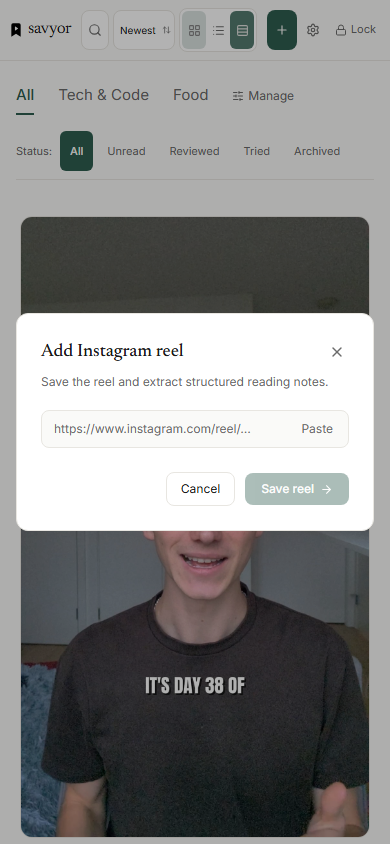 savyor
Newest
Lock
All
Tech & Code
Food
Manage
Status:
All
Unread
Reviewed
Tried
Archived
Add Instagram reel
Save the reel and extract structured reading notes.
https://www.instagram.com/reel/...
Paste
Cancel
Save reel
IT'S DAY 38 OF